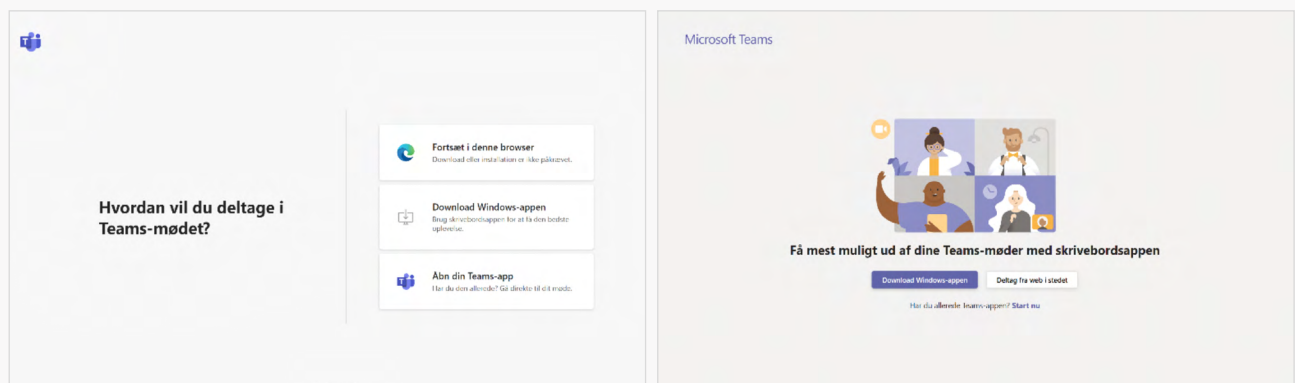 Hvordan vil du deltage i
Teams-mødet?
Fortsæt i denne browser
Download eller installation er ikke påkrævet.
Download Windows-appen
Brug skrivebordsappen for at få den bedste
oplevelse.
Åbn din Teams-app
Har du den allerede? Gå direkte til dit møde.
Microsoft Teams
Få mest muligt ud af dine Teams-møder med skrivebordsappen
Download Windows-appen
Deltag fra web i stedet
Har du allerede Teams-appen? Start nu